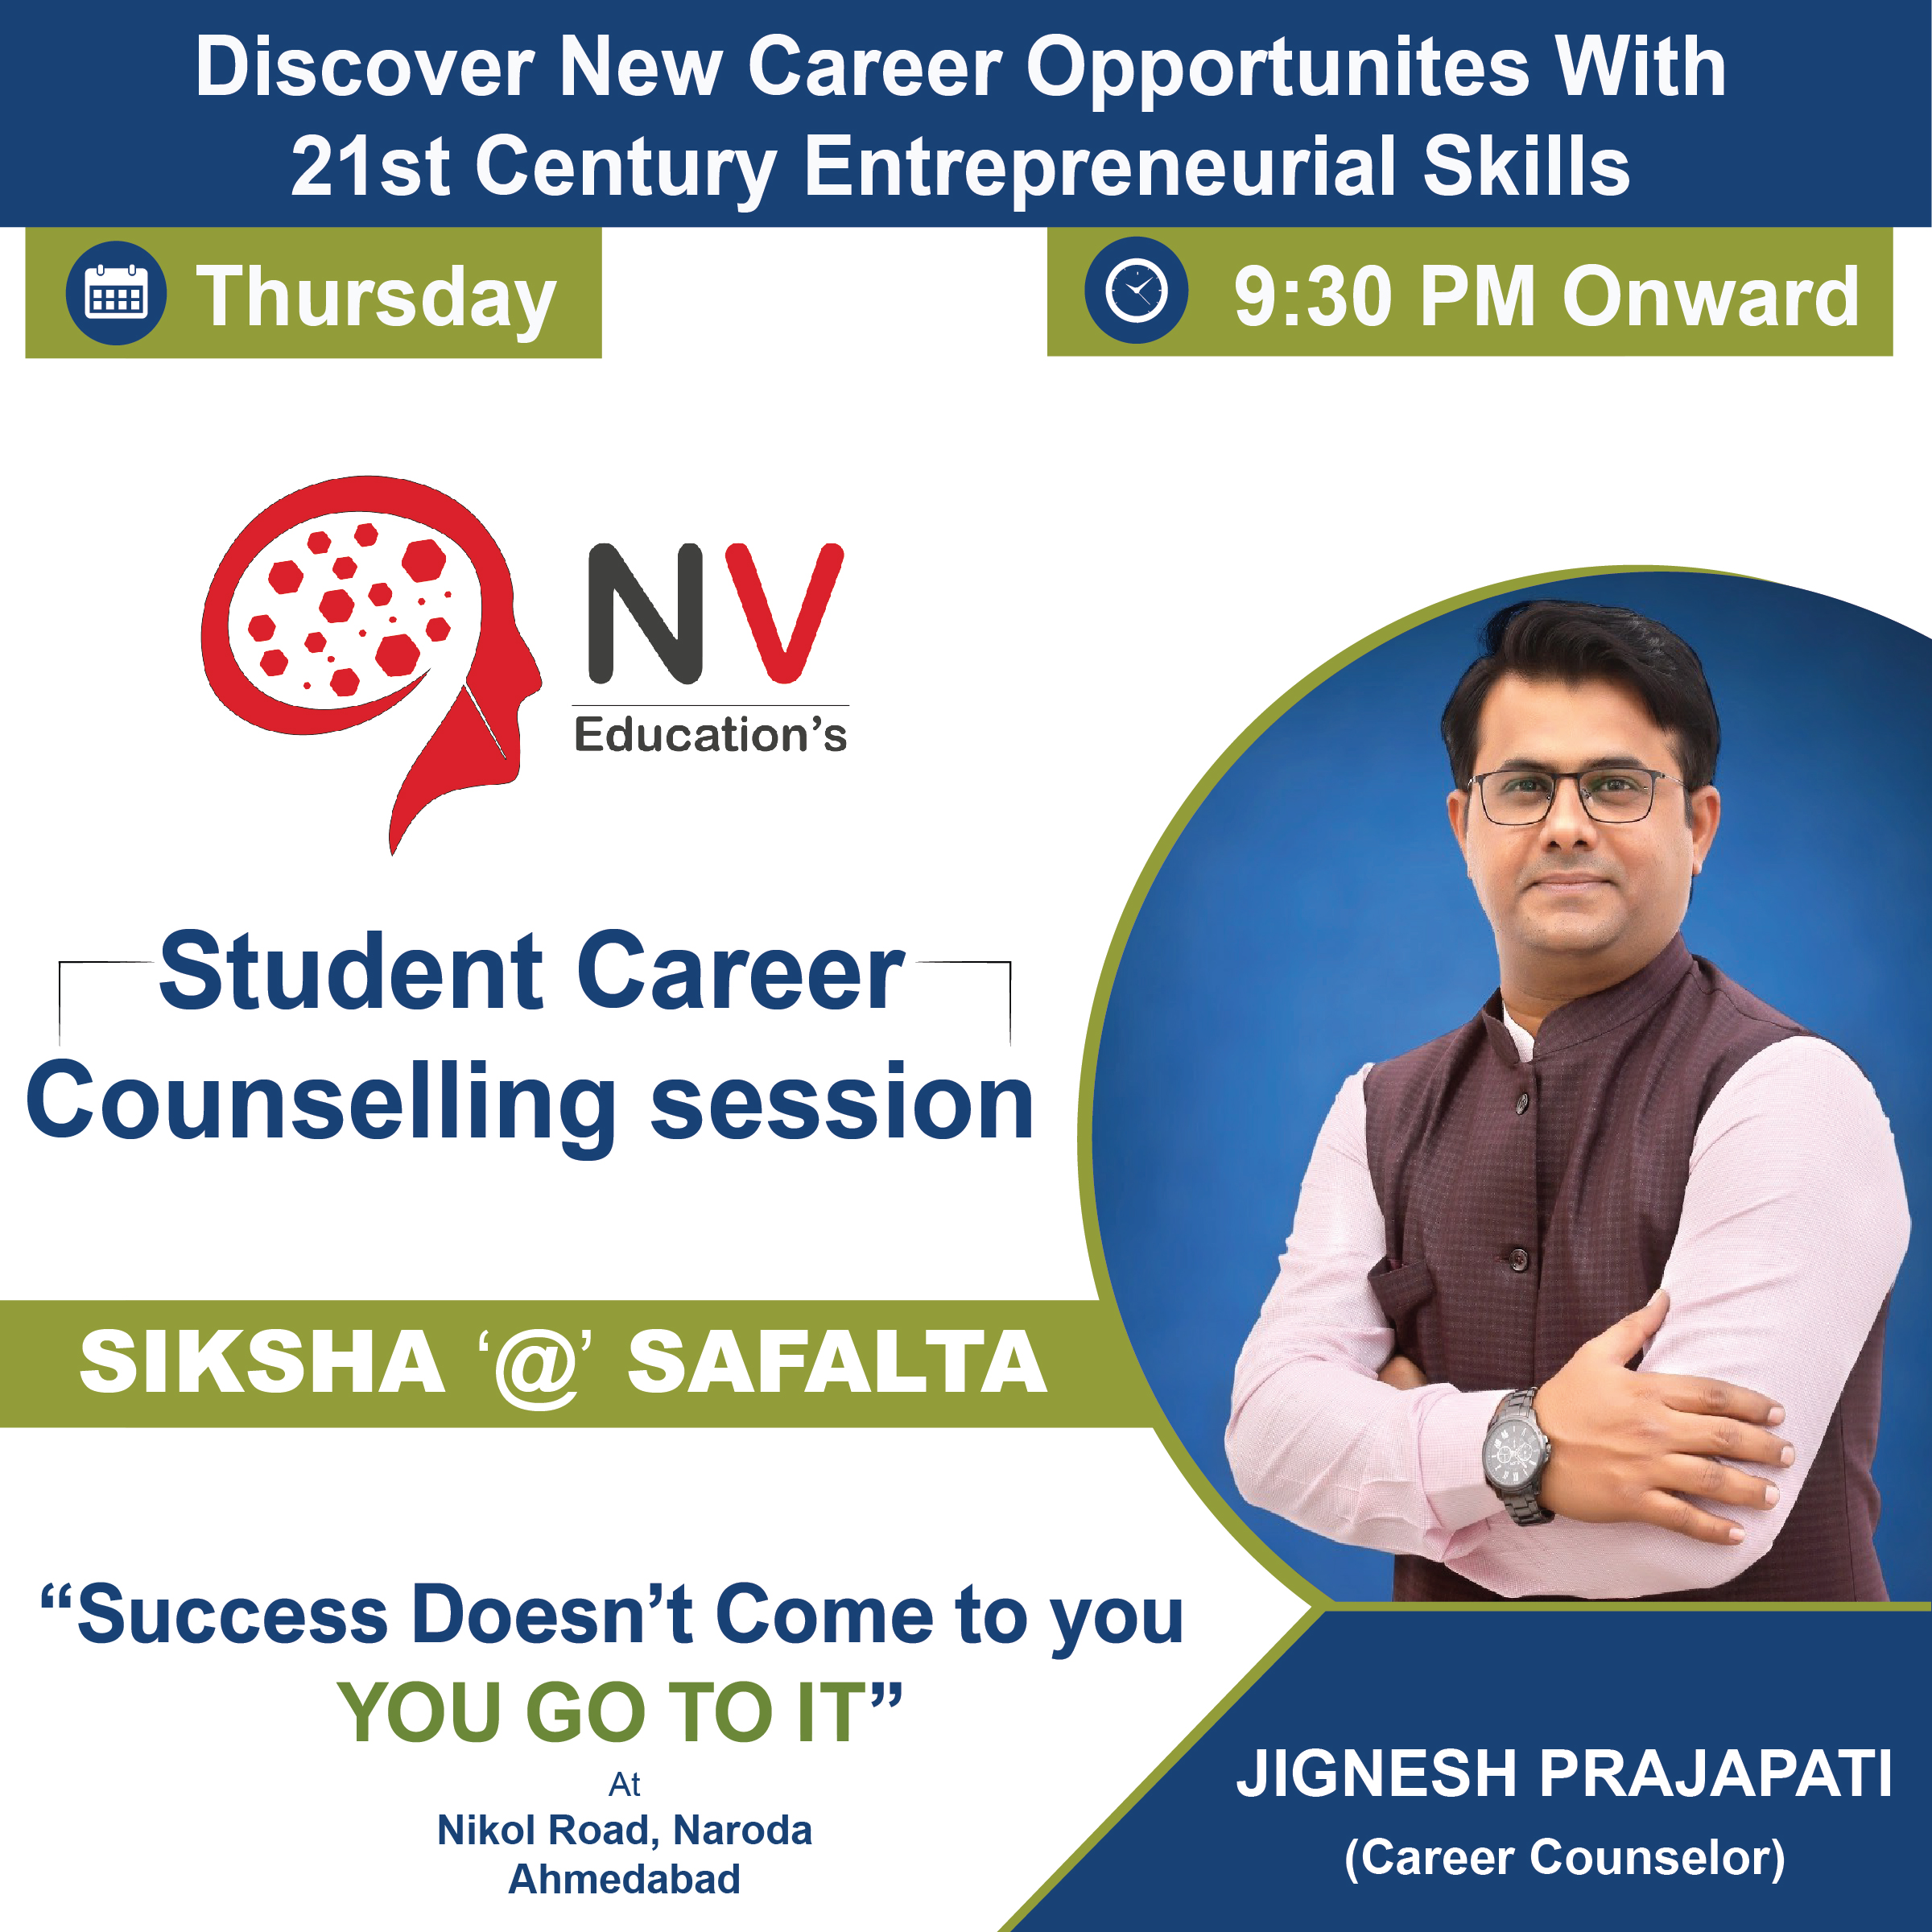 Discover New Career Opportunites With
21st Century Entrepreneurial Skills
Thursday
9:30 PM Onward
NV
Education’s
Student Career
Counselling session
SIKSHA ‘@’ SAFALTA
“Success Doesn’t Come to you
YOU GO TO IT”
At
Nikol Road, Naroda
Ahmedabad
JIGNESH PRAJAPATI
(Career Counselor)